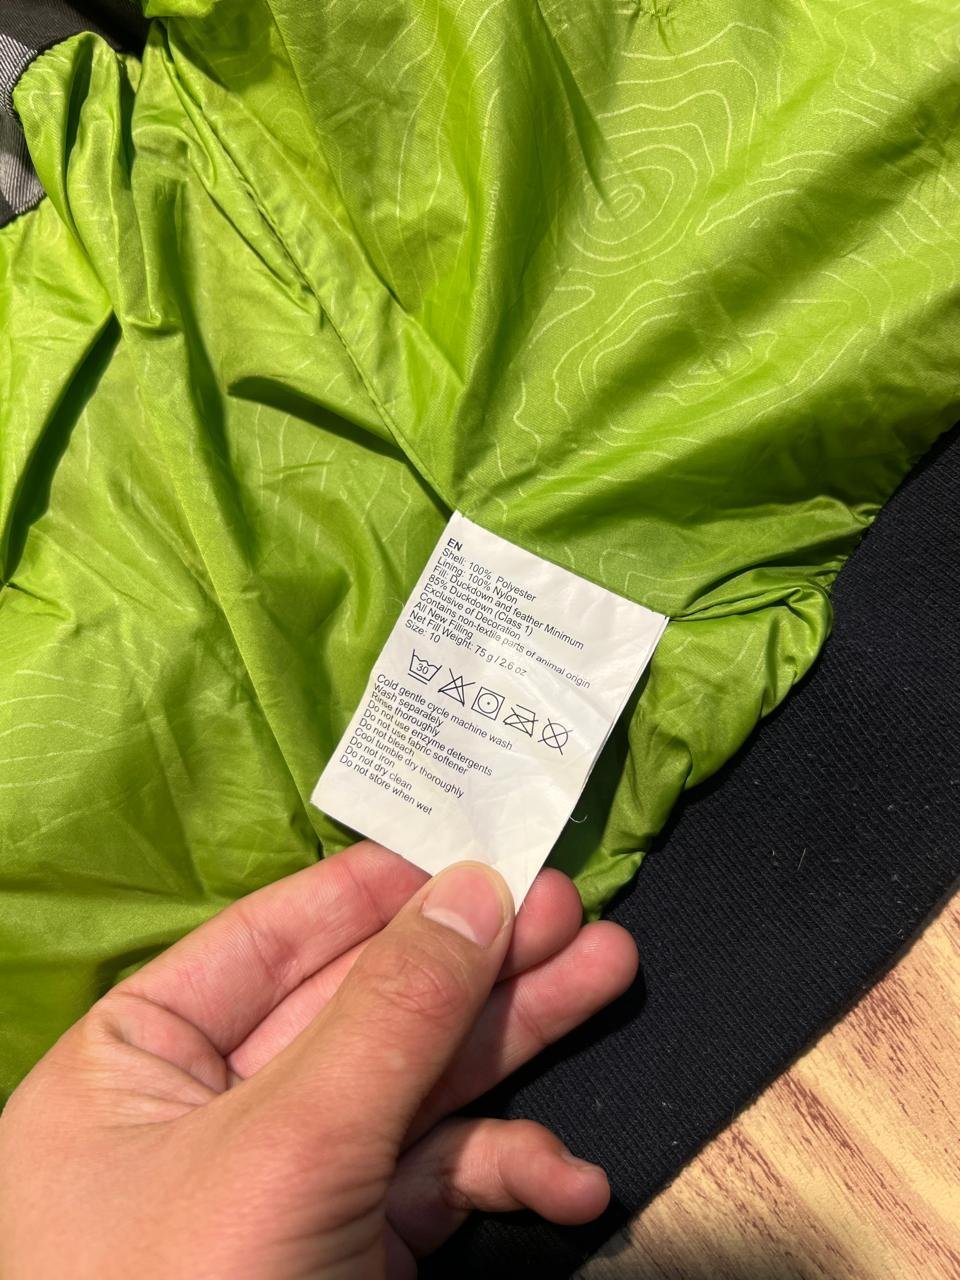 EN
Shell: 100% Polyester
Lining: 100% Nylon
Fill: Duckdown and feather Minimum
85% Duckdown (Class 1)
Exclusive of Decoration
Contains non-textile parts of animal origin
All New Filling
Net Fill Weight: 75 g / 2.6 oz
Size: 10
30
Cold gentle cycle machine wash
Wash separately
Rinse thoroughly
Do not use enzyme detergents
Do not use fabric softener
Do not bleach
Cool tumble dry thoroughly
Do not iron
Do not dry clean
Do not store when wet